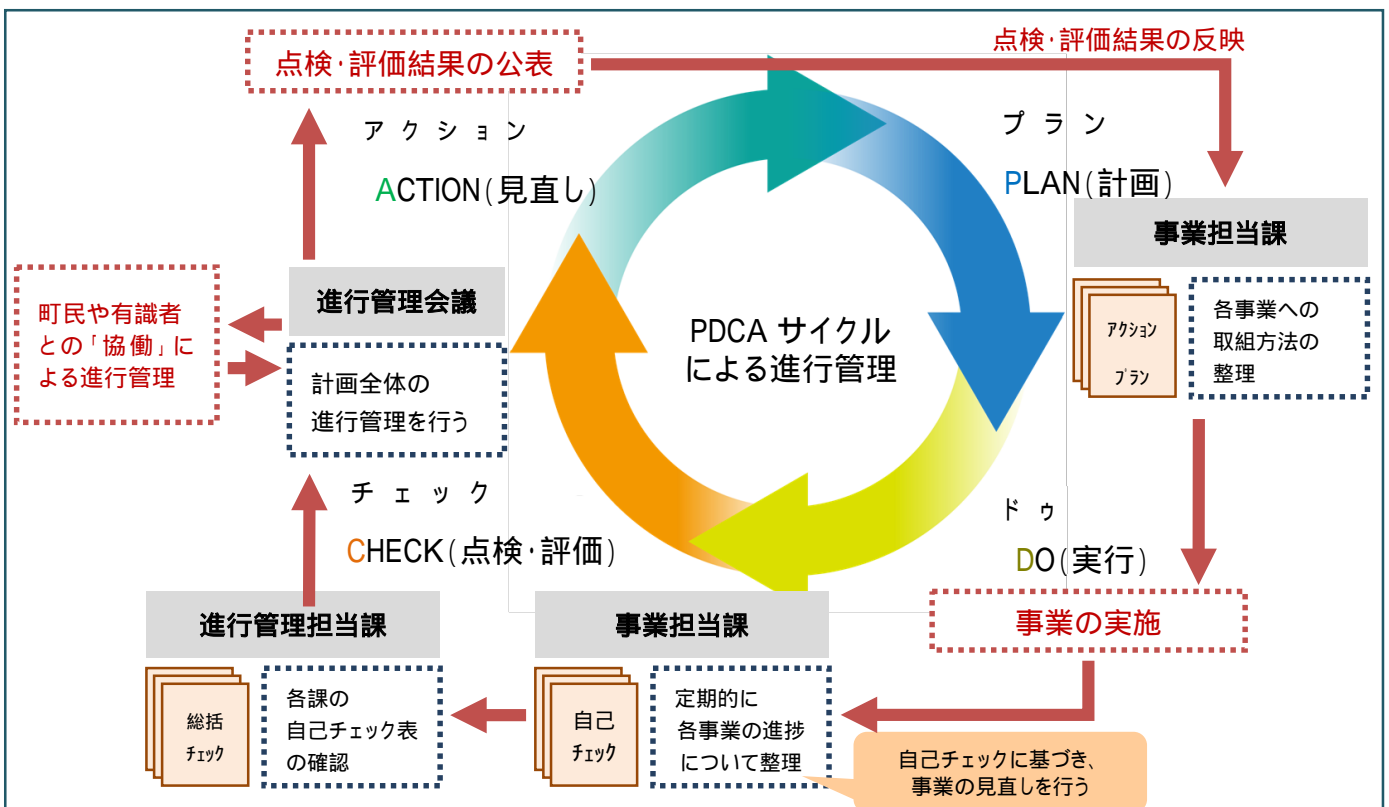 点検・評価結果の公表
点検・評価結果の反映
アクション
ACTION(見直し)
プラン
PLAN(計画)
事業担当課
アクション
プラン
各事業への
取組方法の
整理
進行管理会議
計画全体の
進行管理を行う
町民や有識者
との「協働」に
よる進行管理
PDCA サイクル
による進行管理
チェック
CHECK(点検・評価)
ドゥ
DO(実行)
事業の実施
進行管理担当課
総括
チェック
各課の
自己チェック表
の確認
事業担当課
自己
チェック
定期的に
各事業の進捗
について整理
自己チェックに基づき、
事業の見直しを行う